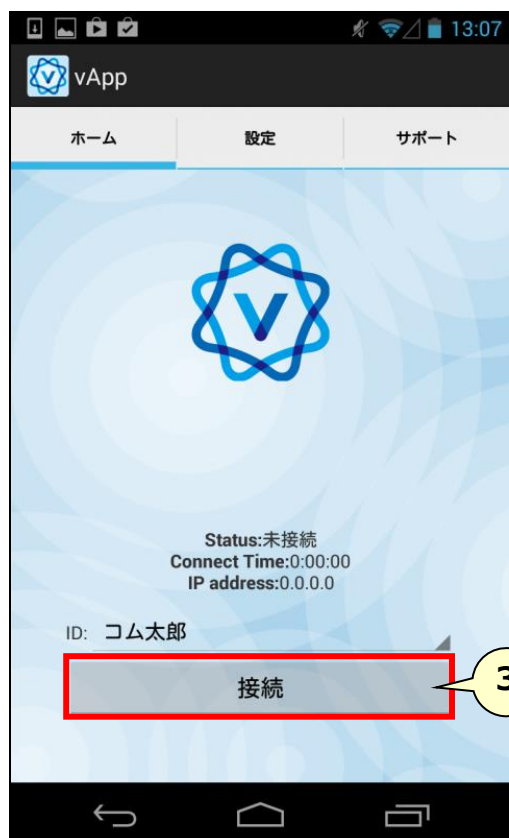 13:07
vApp
ホーム 設定 サポート
V
Status:未接続
Connect Time:0:00:00
IP address:0.0.0.0
ID: コム太郎
接続
3